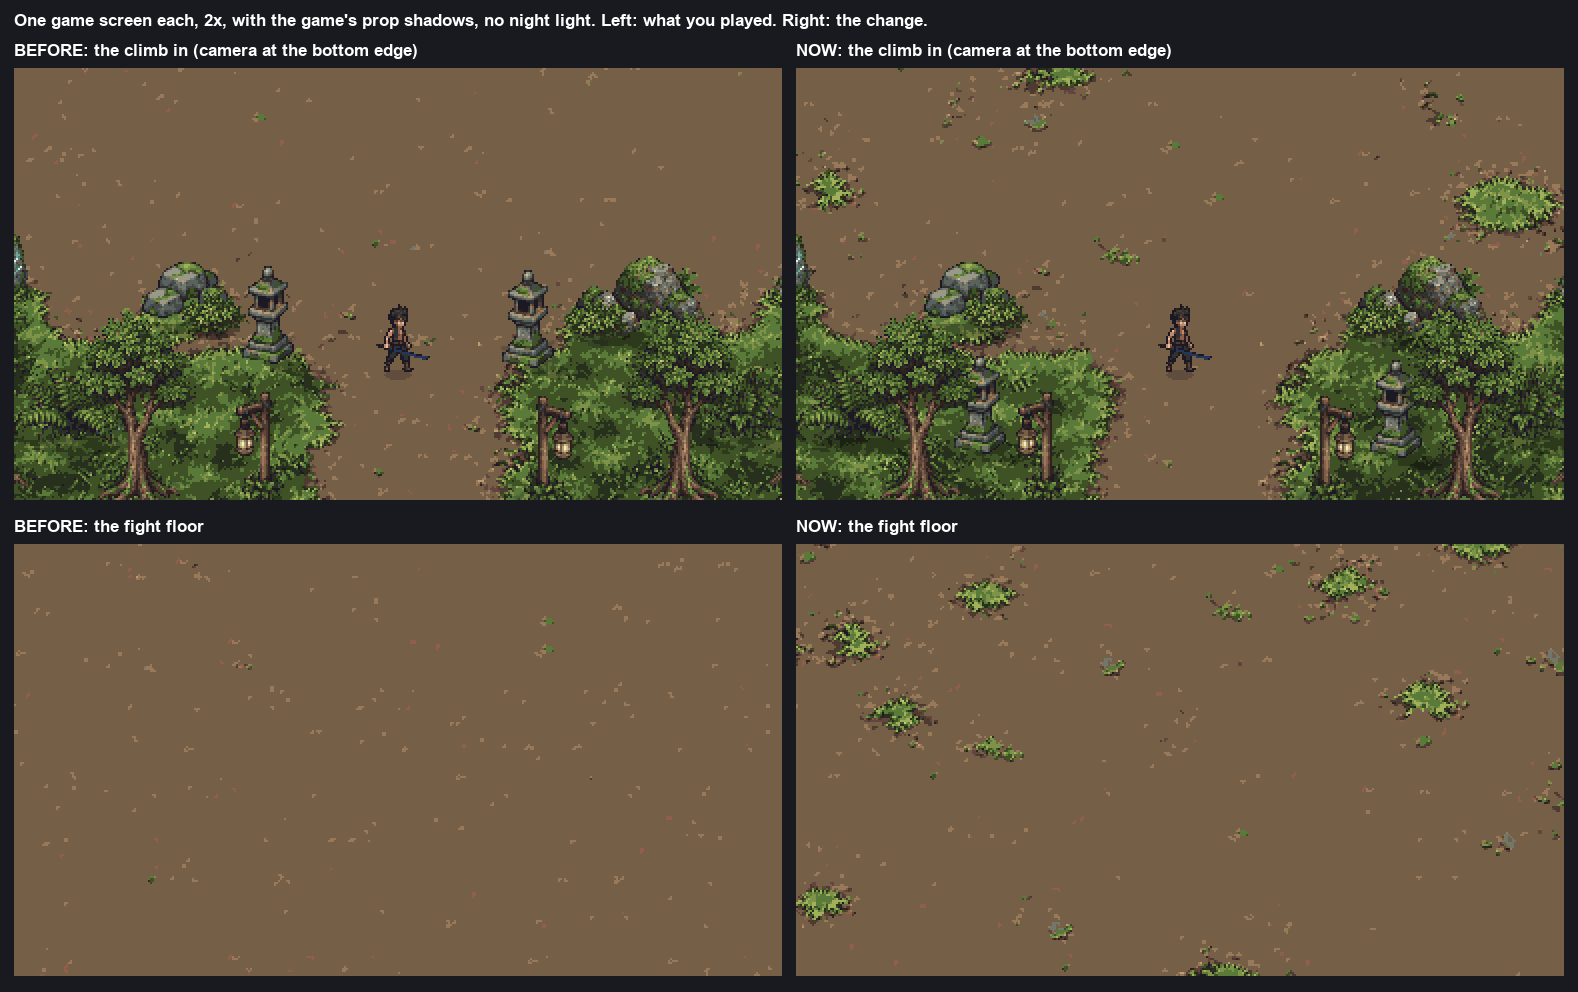 One game screen each, 2x, with the game's prop shadows, no night light. Left: what you played. Right: the change.
BEFORE: the climb in (camera at the bottom edge)
NOW: the climb in (camera at the bottom edge)
BEFORE: the fight floor
NOW: the fight floor